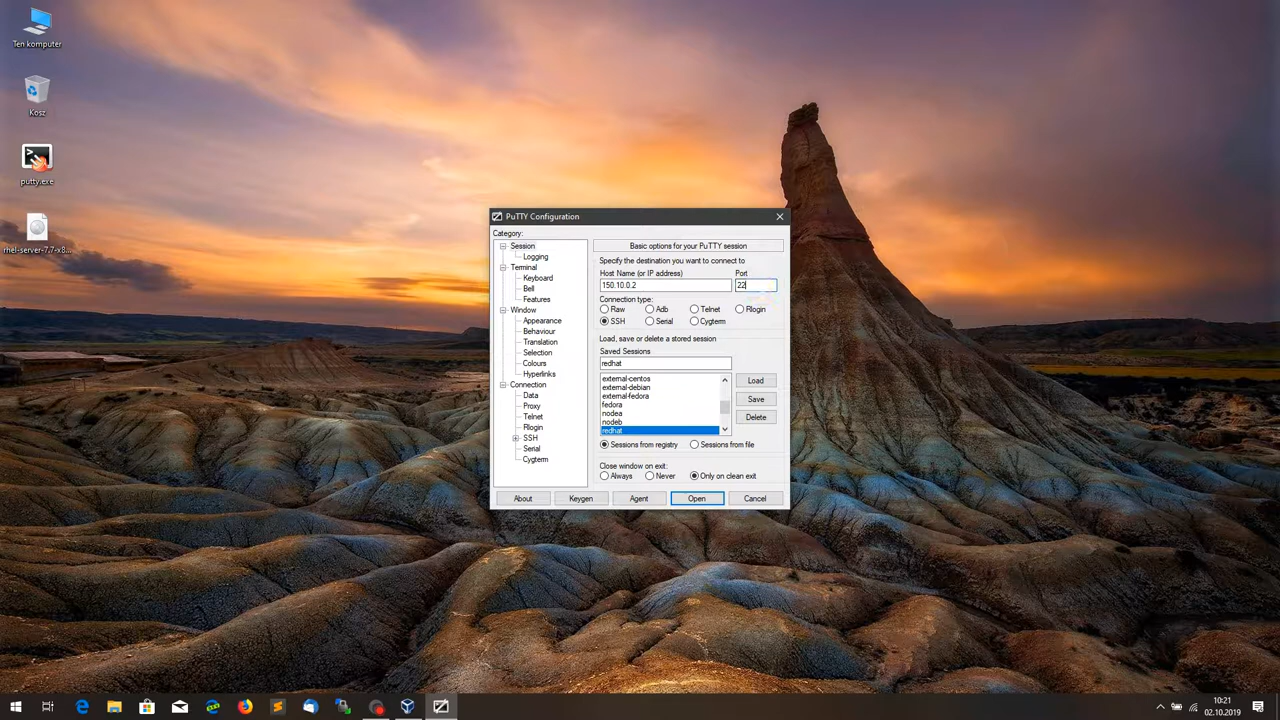 Ten komputer
Kosz
putty.exe
rhel-server-7.7-x8...
PuTTY Configuration
Category:
Session
Logging
Terminal
Keyboard
Bell
Features
Window
Appearance
Behaviour
Translation
Selection
Colours
Hyperlinks
Connection
Data
Proxy
Telnet
Rlogin
SSH
Serial
Cygterm
Basic options for your PuTTY session
Specify the destination you want to connect to
Host Name (or IP address) Port
150.10.0.2 22
Connection type:
Raw Adb Telnet Rlogin
SSH Serial Cygterm
Load, save or delete a stored session
Saved Sessions
redhat
external-centos
external-debian
external-fedora
fedora
nodea
nodeb
redhat
Load
Save
Delete
Sessions from registry Sessions from file
Close window on exit:
Always Never Only on clean exit
About Keygen Agent Open Cancel
10:21
02.10.2019